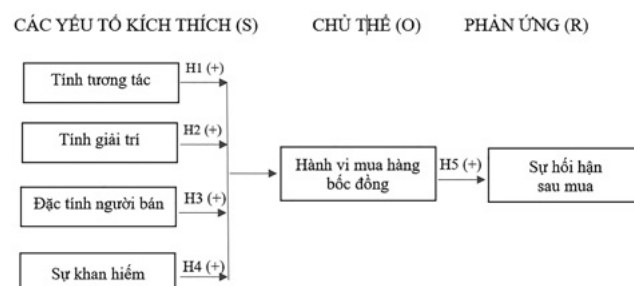 CÁC YẾU TỐ KÍCH THÍCH (S) CHỦ THỂ (O) PHẢN ỨNG (R)
Tính tương tác
H1 (+)
Tính giải trí
H2 (+)
Đặc tính người bán
H3 (+)
Sự khan hiếm
H4 (+)
Hành vi mua hàng
bốc đồng
H5 (+)
Sự hối hận
sau mua